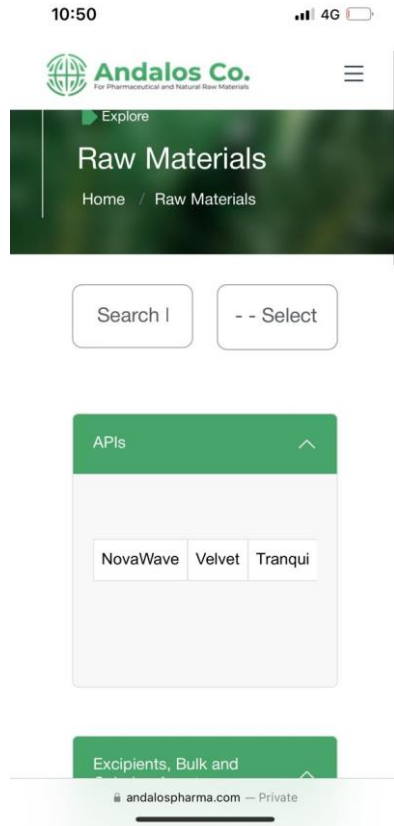 10:50 4G
Andalos Co.
For Pharmaceutical and Natural Raw Materials
Explore
Raw Materials
Home / Raw Materials
Search l
- - Select
APIs
NovaWave Velvet Tranqui
Excipients, Bulk and
andalospharma.com — Private